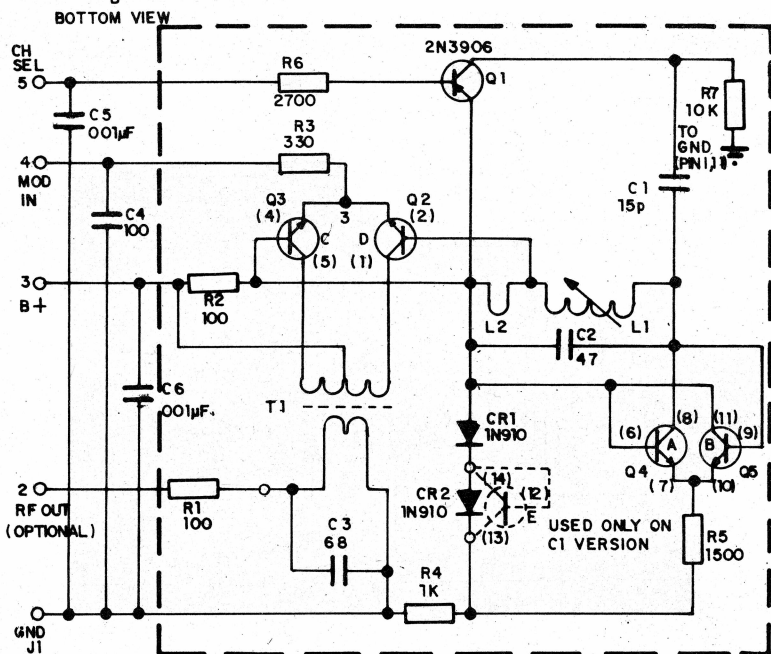 BOTTOM VIEW
CH
SEL
5
C5
001µF
R6
2700
2N3906
Q1
R7
10K
TO
GND
(PIN1,11)
4
MOD
IN
R3
330
C4
100
Q3
(4)
C
(5)
3
Q2
(2)
D
(1)
C1
15p
3
B+
R2
100
L2
L1
C2
47
C6
001µF
T1
CR1
1N910
(6)
(8)
A
Q4
(7)
(11)
(9)
B
Q5
(10)
2
RF OUT
(OPTIONAL)
R1
100
C3
68
CR2
1N910
(14)
(12)
E
(13)
USED ONLY ON
C1 VERSION
R5
1500
R4
1K
GND
J1